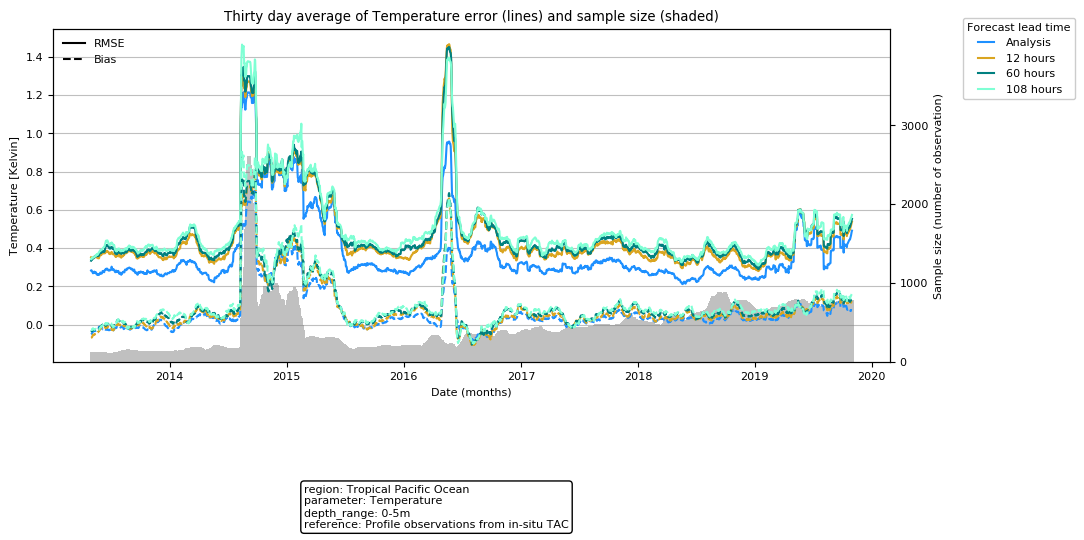 Thirty day average of Temperature error (lines) and sample size (shaded)
Forecast lead time
Analysis
12 hours
60 hours
108 hours
RMSE
Bias
Temperature [Kelvin]
1.4
1.2
1.0
0.8
0.6
0.4
0.2
0.0
Sample size (number of observation)
3000
2000
1000
0
2014 2015 2016 2017 2018 2019 2020
Date (months)
region: Tropical Pacific Ocean
parameter: Temperature
depth_range: 0-5m
reference: Profile observations from in-situ TAC